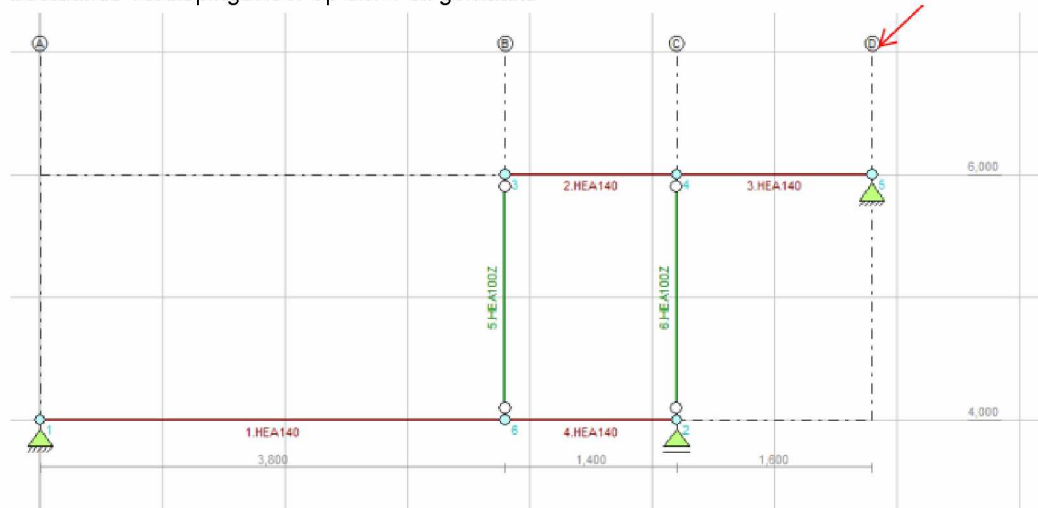 A B C D
6,000
3 4 5
2.HEA140 3.HEA140
5.HEA100Z 6.HEA100Z
4,000
1 6 2
1.HEA140 4.HEA140
3,800 1,400 1,600